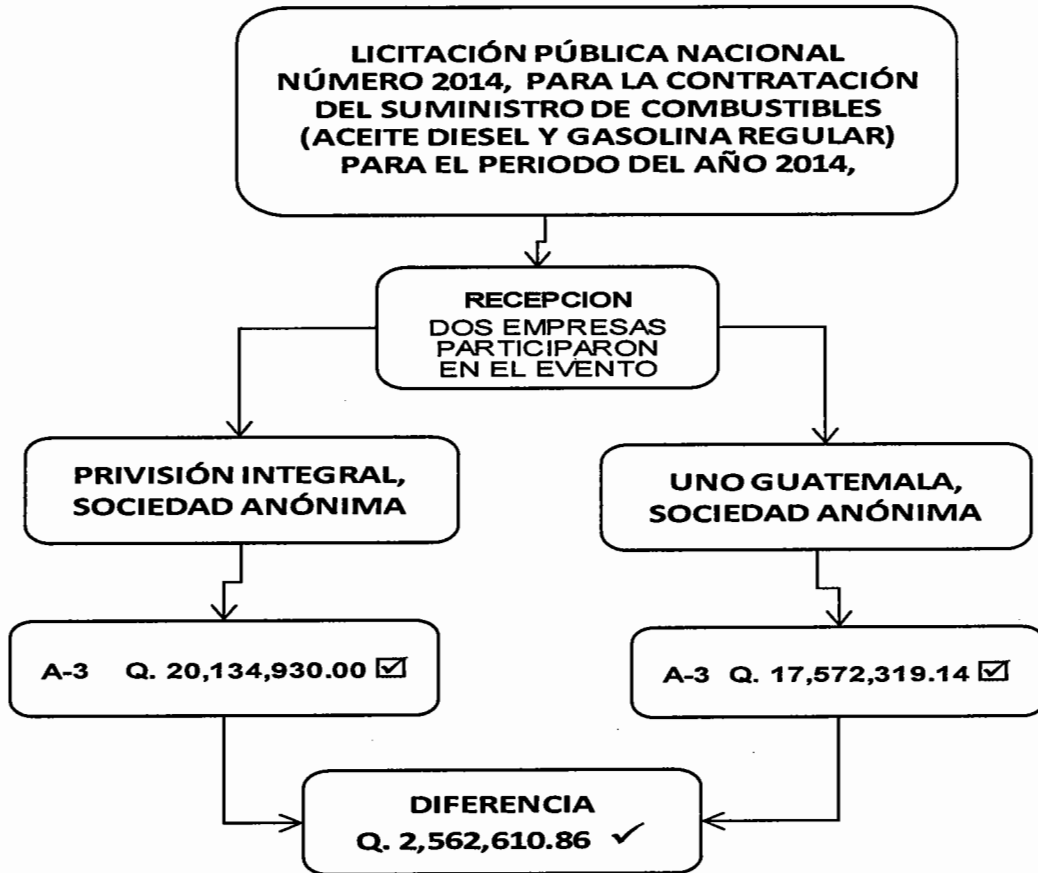 LICITACIÓN PÚBLICA NACIONAL
NÚMERO 2014, PARA LA CONTRATACIÓN
DEL SUMINISTRO DE COMBUSTIBLES
(ACEITE DIESEL Y GASOLINA REGULAR)
PARA EL PERIODO DEL AÑO 2014,
RECEPCION
DOS EMPRESAS
PARTICIPARON
EN EL EVENTO
PRIVISIÓN INTEGRAL,
SOCIEDAD ANÓNIMA
UNO GUATEMALA,
SOCIEDAD ANÓNIMA
A-3 Q. 20,134,930.00 ☑
A-3 Q. 17,572,319.14 ☑
DIFERENCIA
Q. 2,562,610.86 ✓